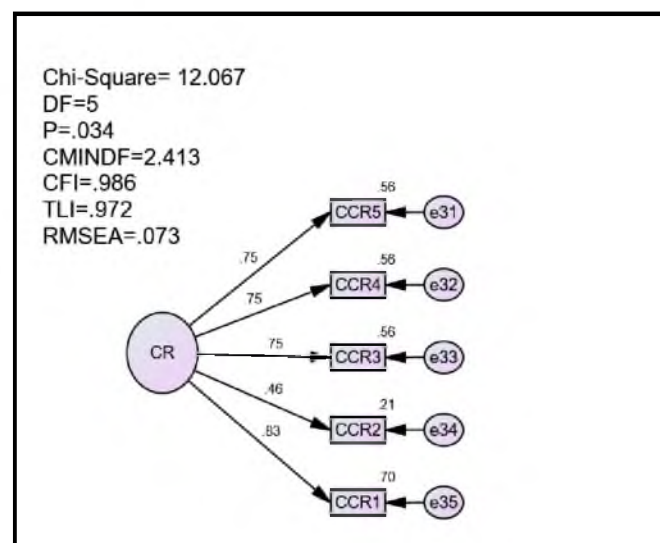 Chi-Square= 12.067
DF=5
P=.034
CMINDF=2.413
CFI=.986
TLI=.972
RMSEA=.073
.56
CCR5
e31
.75
.56
CCR4
e32
.75
.56
CCR3
e33
.75
CR
.46
.21
CCR2
e34
.83
.70
CCR1
e35